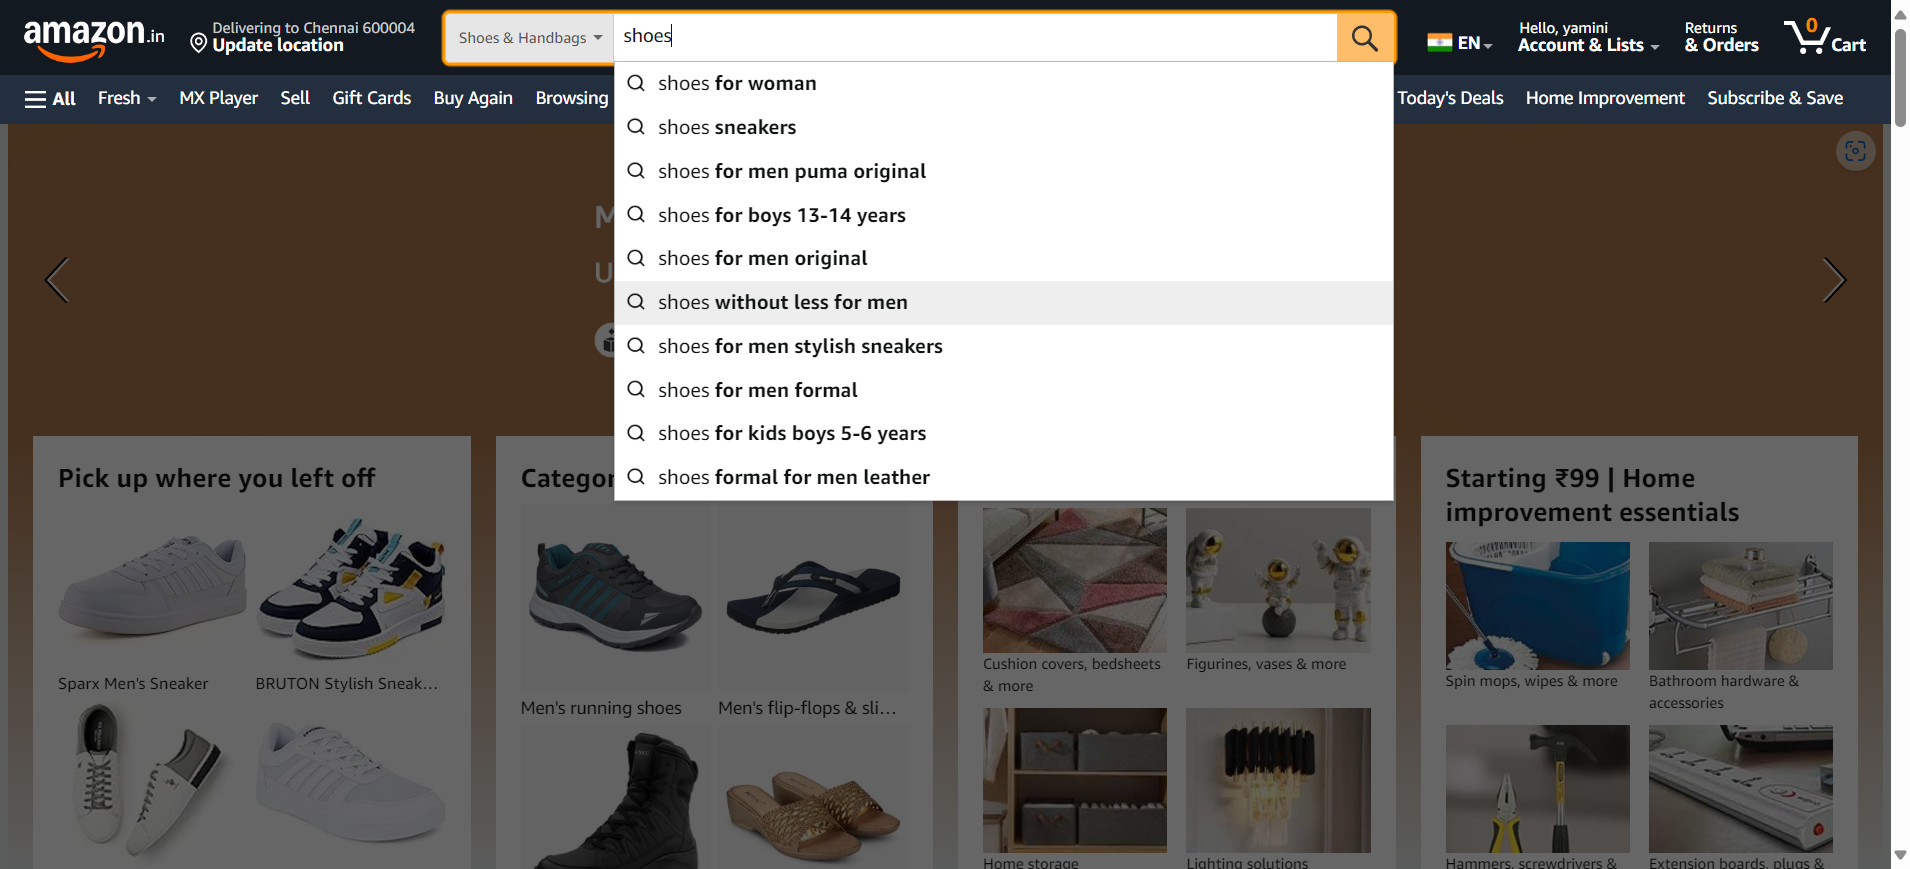 amazon.in
Delivering to Chennai 600004
Update location
Shoes & Handbags
shoes
EN
Hello, yamini
Account & Lists
Returns
& Orders
0
Cart
All
Fresh
MX Player
Sell
Gift Cards
Buy Again
Browsing
Today's Deals
Home Improvement
Subscribe & Save
shoes for woman
shoes sneakers
shoes for men puma original
shoes for boys 13-14 years
shoes for men original
shoes without less for men
shoes for men stylish sneakers
shoes for men formal
shoes for kids boys 5-6 years
shoes formal for men leather
M
U
Pick up where you left off
Sparx Men's Sneaker
BRUTON Stylish Sneak...
Categor
Men's running shoes
Men's flip-flops & sli...
Cushion covers, bedsheets
& more
Figurines, vases & more
Home storage
Lighting solutions
Starting ₹99 | Home
improvement essentials
Spin mops, wipes & more
Bathroom hardware &
accessories
Hammers, screwdrivers &
Extension boards, plugs &